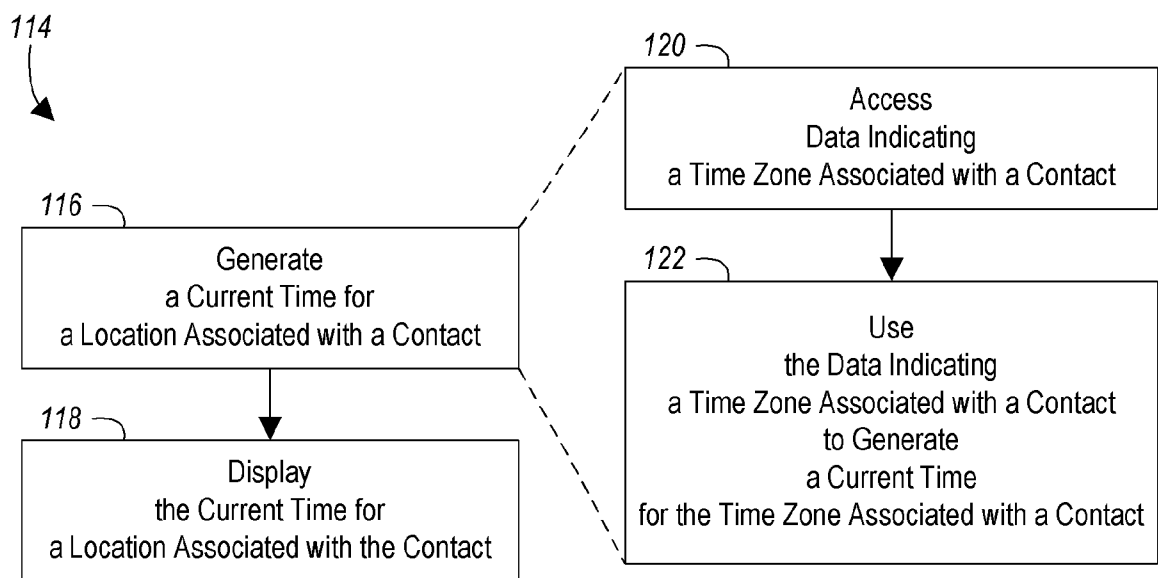 114
116
Generate
a Current Time for
a Location Associated with a Contact
118
Display
the Current Time for
a Location Associated with the Contact
120
Access
Data Indicating
a Time Zone Associated with a Contact
122
Use
the Data Indicating
a Time Zone Associated with a Contact
to Generate
a Current Time
for the Time Zone Associated with a Contact